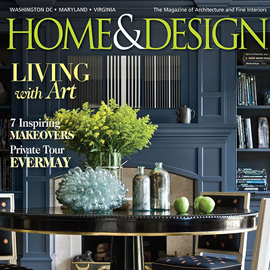 WASHINGTON DC • MARYLAND • VIRGINIA
The Magazine of Architecture and Fine Interiors
HOME&DESIGN
LIVING
with Art
7 Inspiring
MAKEOVERS
Private Tour
EVERMAY